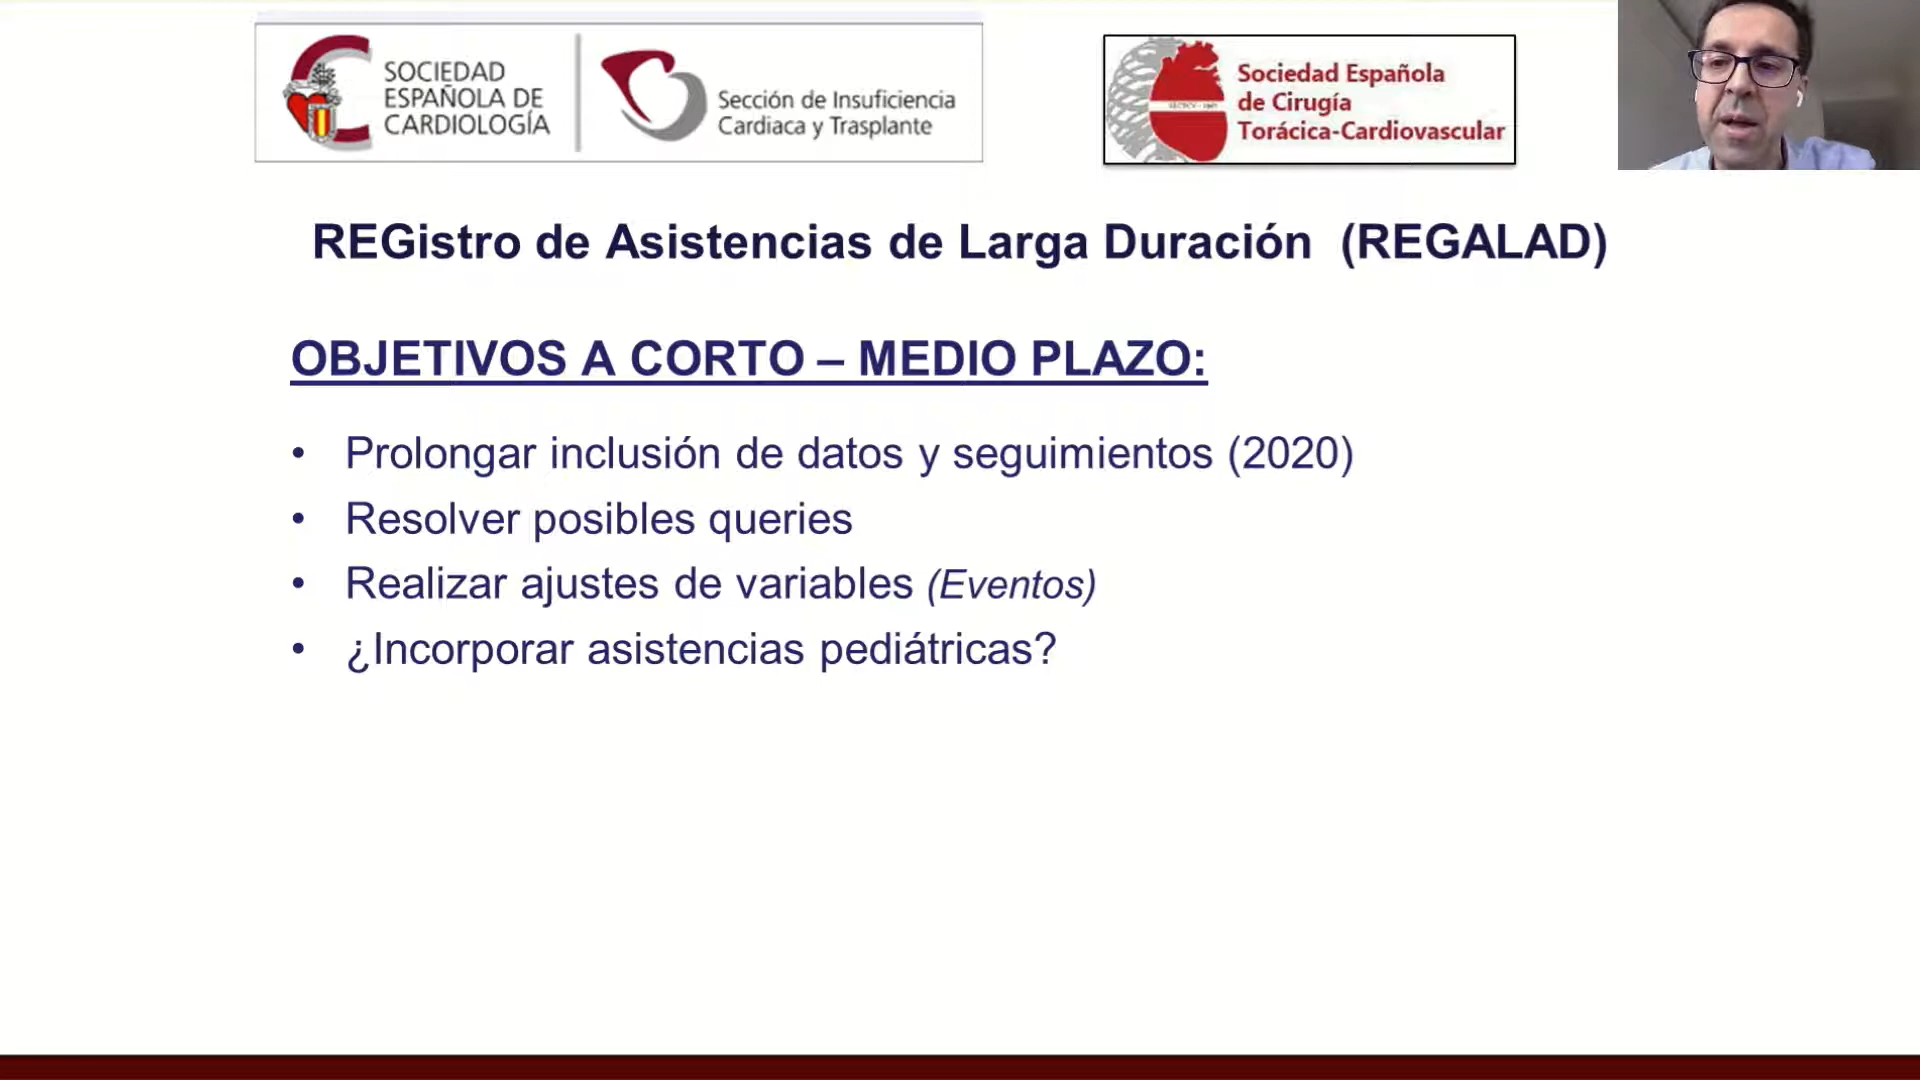 SOCIEDAD
ESPAÑOLA DE
CARDIOLOGÍA
Sección de Insuficiencia
Cardiaca y Trasplante
Sociedad Española
de Cirugía
Torácica-Cardiovascular
REGistro de Asistencias de Larga Duración (REGALAD)
OBJETIVOS A CORTO – MEDIO PLAZO:
• Prolongar inclusión de datos y seguimientos (2020)
• Resolver posibles queries
• Realizar ajustes de variables (Eventos)
• ¿Incorporar asistencias pediátricas?